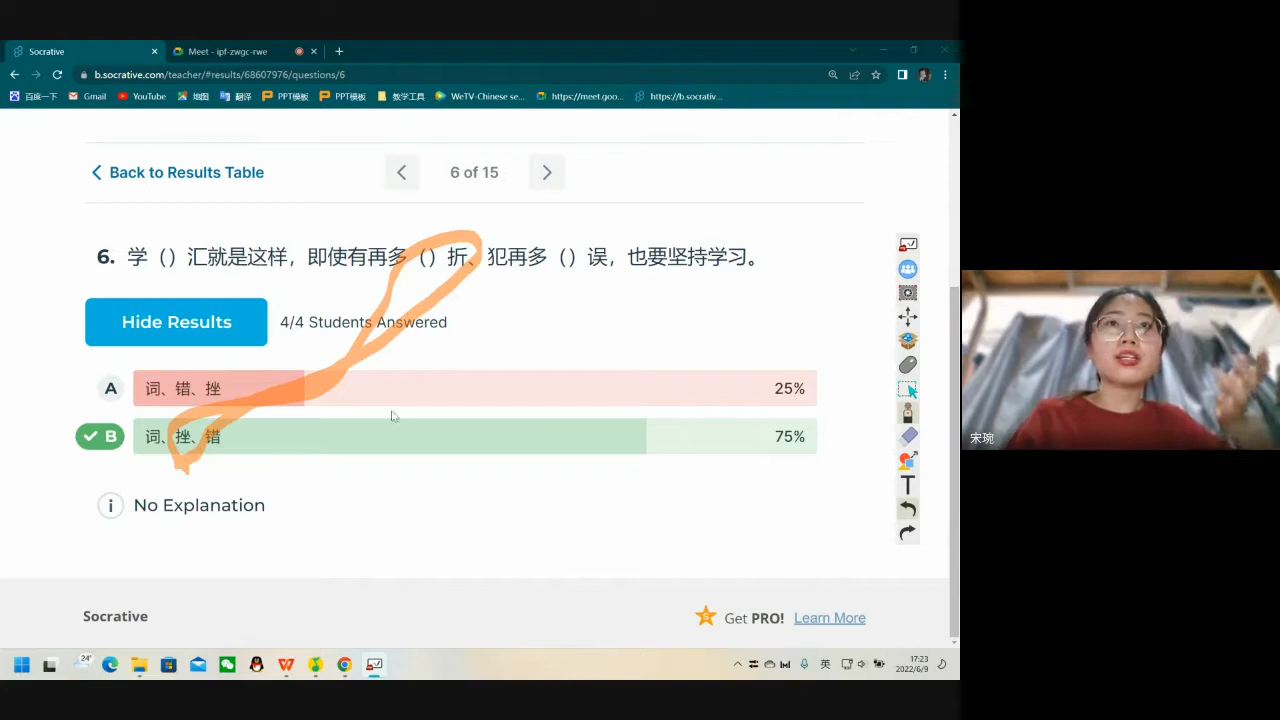 Socrative
Meet - ipf-zwgc-rwe
b.socrative.com/teacher/#results/68607976/questions/6
百度一下 Gmail YouTube 地图 翻译 PPT模板 PPT模板 教学工具 WeTV-Chinese se... https://meet.goo... https://b.socrativ...
Back to Results Table
6 of 15
6. 学（）汇就是这样，即使有再多（）折、犯再多（）误，也要坚持学习。
Hide Results 4/4 Students Answered
A 词、错、挫 25%
B 词、挫、错 75%
No Explanation
宋琬
T
Socrative
Get PRO! Learn More
24°
英
17:23
2022/6/9